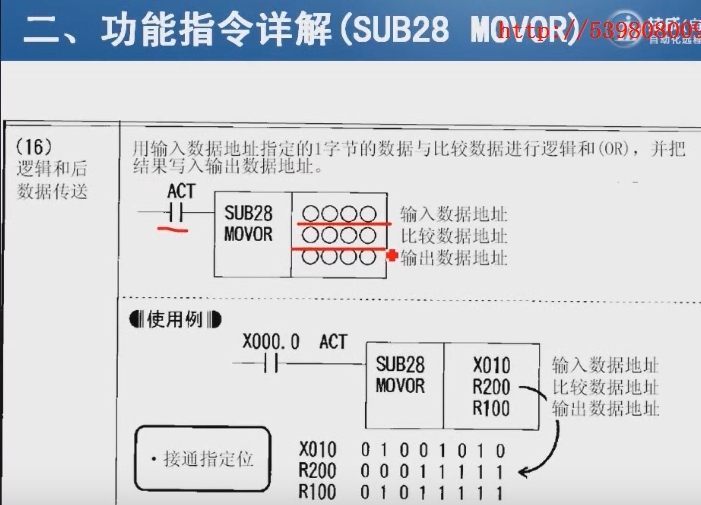 二、功能指令详解(SUB28 MOVOR)
http://539808009
自动化远程
(16)
逻辑和后
数据传送
用输入数据地址指定的1字节的数据与比较数据进行逻辑和(OR)，并把
结果写入输出数据地址。
ACT
SUB28
MOVOR
○○○○ 输入数据地址
○○○○ 比较数据地址
○○○○ 输出数据地址
使用例
X000.0 ACT
SUB28
MOVOR
X010 输入数据地址
R200 比较数据地址
R100 输出数据地址
·接通指定位
X010 0 1 0 0 1 0 1 0
R200 0 0 0 1 1 1 1 1
R100 0 1 0 1 1 1 1 1